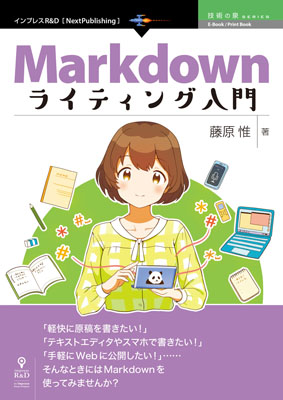 インプレスR&D [NextPublishing]
技術の泉 SERIES
E-Book / Print Book
Markdown
ライティング入門
藤原 惟 著
#
*
「軽快に原稿を書きたい！」
「テキストエディタやスマホで書きたい！」
「手軽にWebに公開したい！」……
そんなときにはMarkdownを
使ってみませんか？
R&D